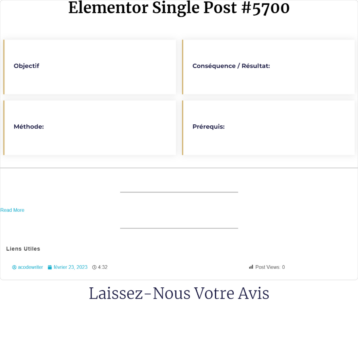 Elementor Single Post #5700
Objectif
Conséquence / Résultat:
Méthode:
Prérequis:
Read More
Liens Utiles
février 23, 2023 4:32 Post Views: 0
Laissez-Nous Votre Avis